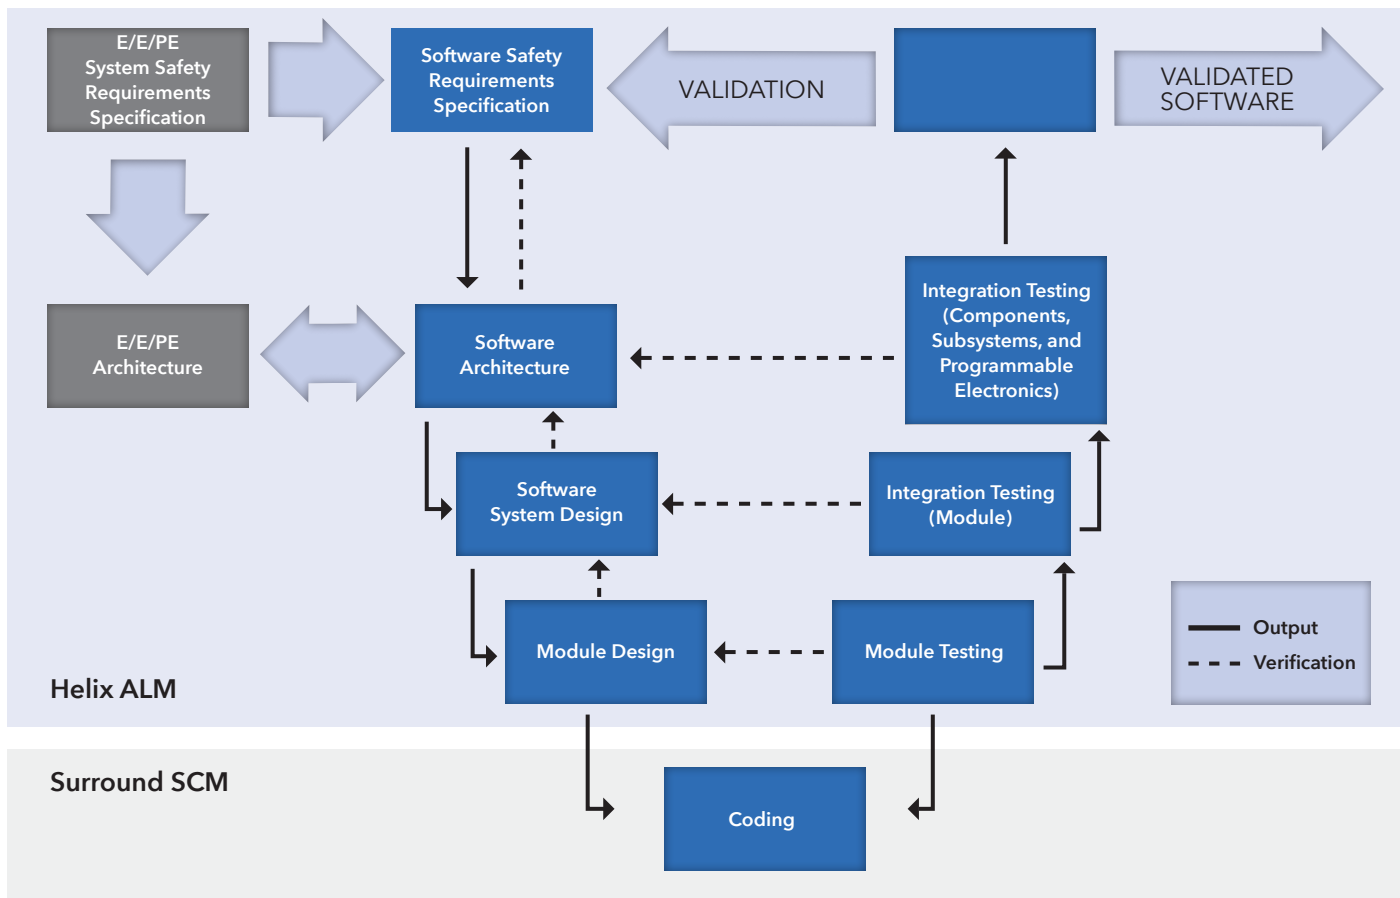 E/E/PE
System Safety
Requirements
Specification
Software Safety
Requirements
Specification
VALIDATION
VALIDATED
SOFTWARE
E/E/PE
Architecture
Software
Architecture
Integration Testing
(Components,
Subsystems, and
Programmable
Electronics)
Software
System Design
Integration Testing
(Module)
Module Design
Module Testing
Output
Verification
Helix ALM
Surround SCM
Coding